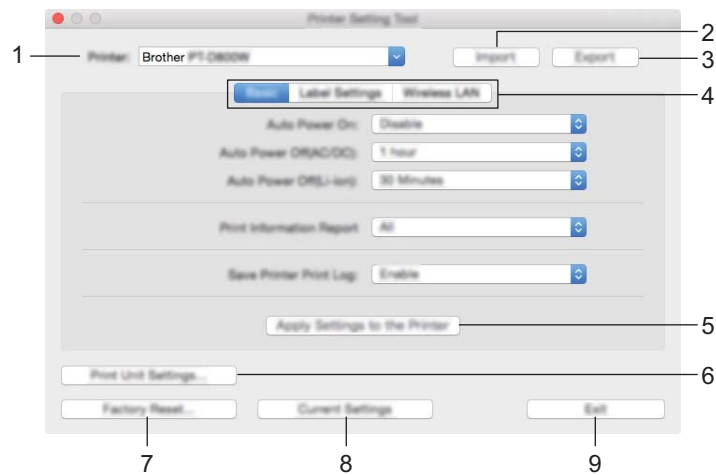 Printer Setting Tool
1 Printer: Brother PT-D800W Import 2
Export 3
Basic Label Settings Wireless LAN 4
Auto Power On: Disable
Auto Power Off(AC/DC): 1 hour
Auto Power Off(Li-ion): 30 Minutes
Print Information Report All
Save Printer Print Log: Enable
Apply Settings to the Printer 5
Print Unit Settings... 6
Factory Reset... Current Settings Exit
7 8 9